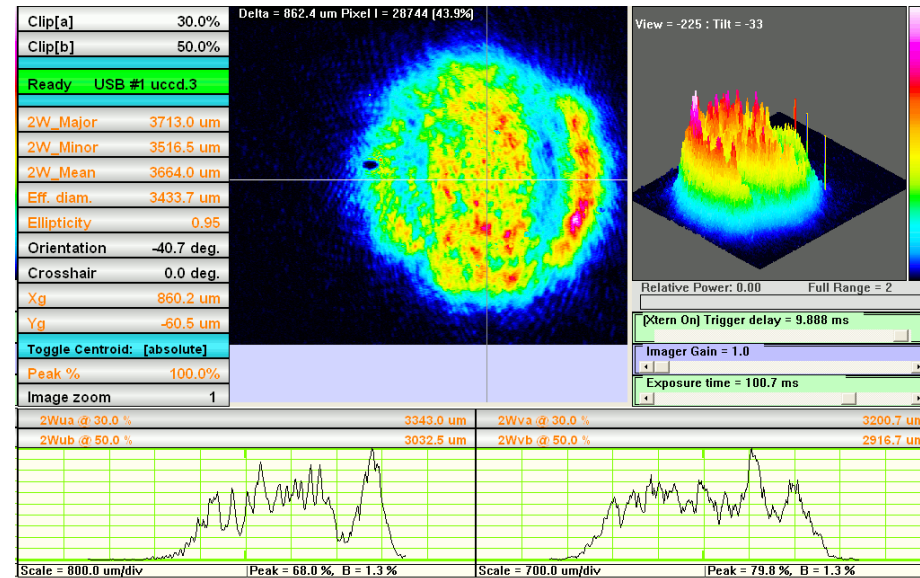 Clip[a] 30.0%
Clip[b] 50.0%
Ready USB #1 uccd.3
2W_Major 3713.0 um
2W_Minor 3516.5 um
2W_Mean 3664.0 um
Eff. diam. 3433.7 um
Ellipticity 0.95
Orientation -40.7 deg.
Crosshair 0.0 deg.
Xg 860.2 um
Yg -60.5 um
Toggle Centroid: [absolute]
Peak % 100.0%
Image zoom 1
Delta = 862.4 um Pixel I = 28744 (43.9%)
View = -225 : Tilt = -33
Relative Power: 0.00 Full Range = 2
[Xtern On] Trigger delay = 9.888 ms
Imager Gain = 1.0
Exposure time = 100.7 ms
2Wua @ 30.0 % 3343.0 um
2Wub @ 50.0 % 3032.5 um
2Wva @ 30.0 % 3200.7 um
2Wvb @ 50.0 % 2916.7 um
Scale = 800.0 um/div Peak = 68.0 %, B = 1.3 %
Scale = 700.0 um/div Peak = 79.8 %, B = 1.3 %